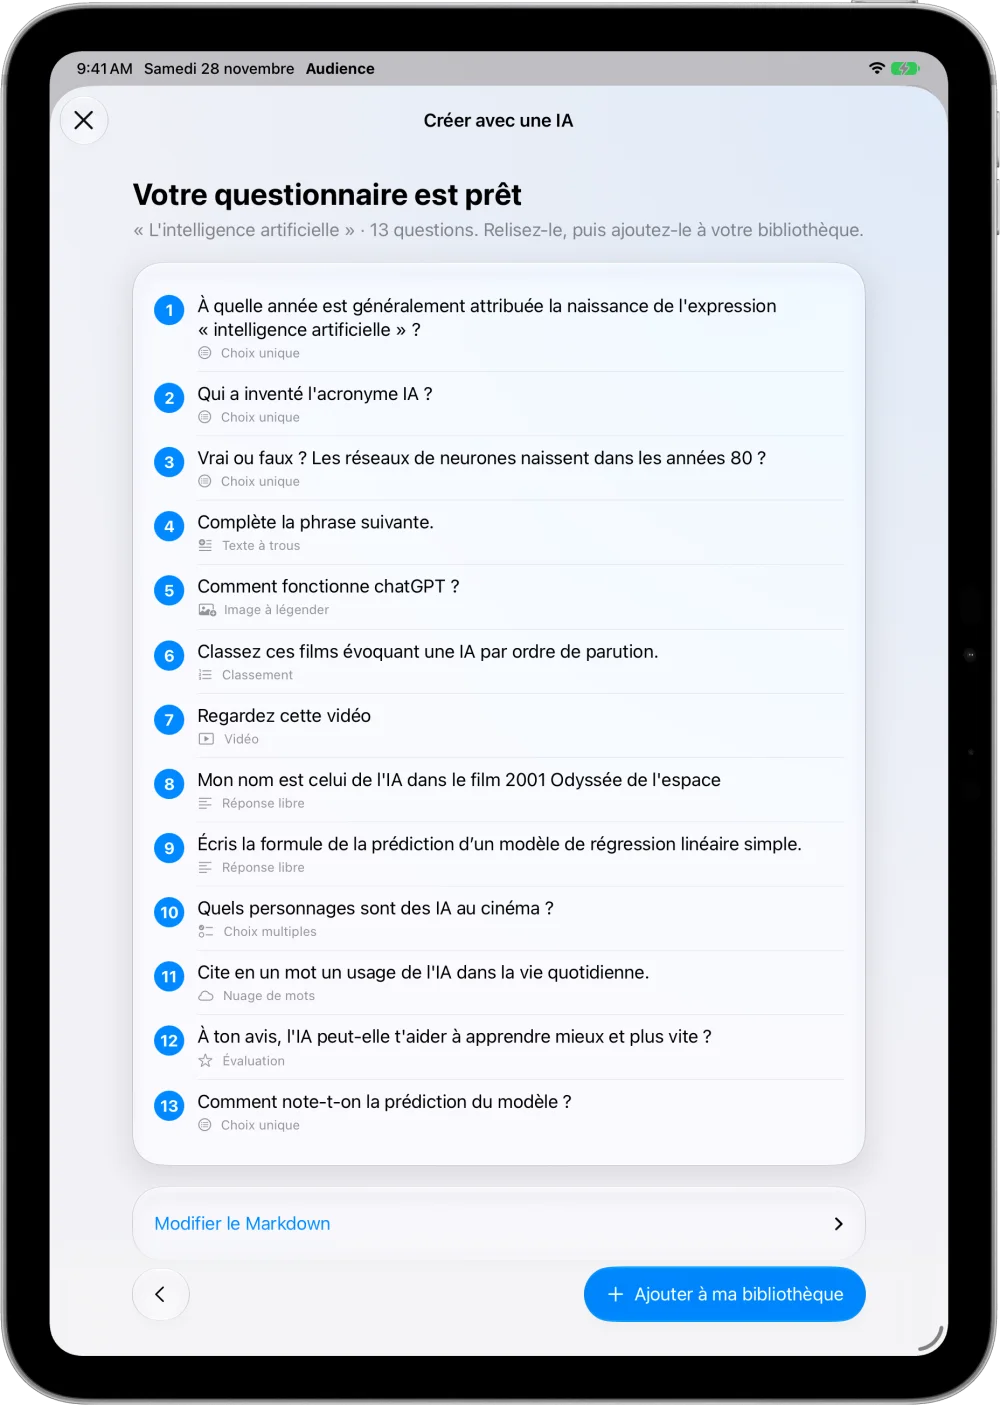 9:41 AM Samedi 28 novembre Audience
Créer avec une IA
Votre questionnaire est prêt
« L'intelligence artificielle » · 13 questions. Relisez-le, puis ajoutez-le à votre bibliothèque.
1 À quelle année est généralement attribuée la naissance de l'expression
« intelligence artificielle » ?
Choix unique
2 Qui a inventé l'acronyme IA ?
Choix unique
3 Vrai ou faux ? Les réseaux de neurones naissent dans les années 80 ?
Choix unique
4 Complète la phrase suivante.
Texte à trous
5 Comment fonctionne chatGPT ?
Image à légender
6 Classez ces films évoquant une IA par ordre de parution.
Classement
7 Regardez cette vidéo
Vidéo
8 Mon nom est celui de l'IA dans le film 2001 Odyssée de l'espace
Réponse libre
9 Écris la formule de la prédiction d’un modèle de régression linéaire simple.
Réponse libre
10 Quels personnages sont des IA au cinéma ?
Choix multiples
11 Cite en un mot un usage de l'IA dans la vie quotidienne.
Nuage de mots
12 À ton avis, l'IA peut-elle t'aider à apprendre mieux et plus vite ?
Évaluation
13 Comment note-t-on la prédiction du modèle ?
Choix unique
Modifier le Markdown
+ Ajouter à ma bibliothèque